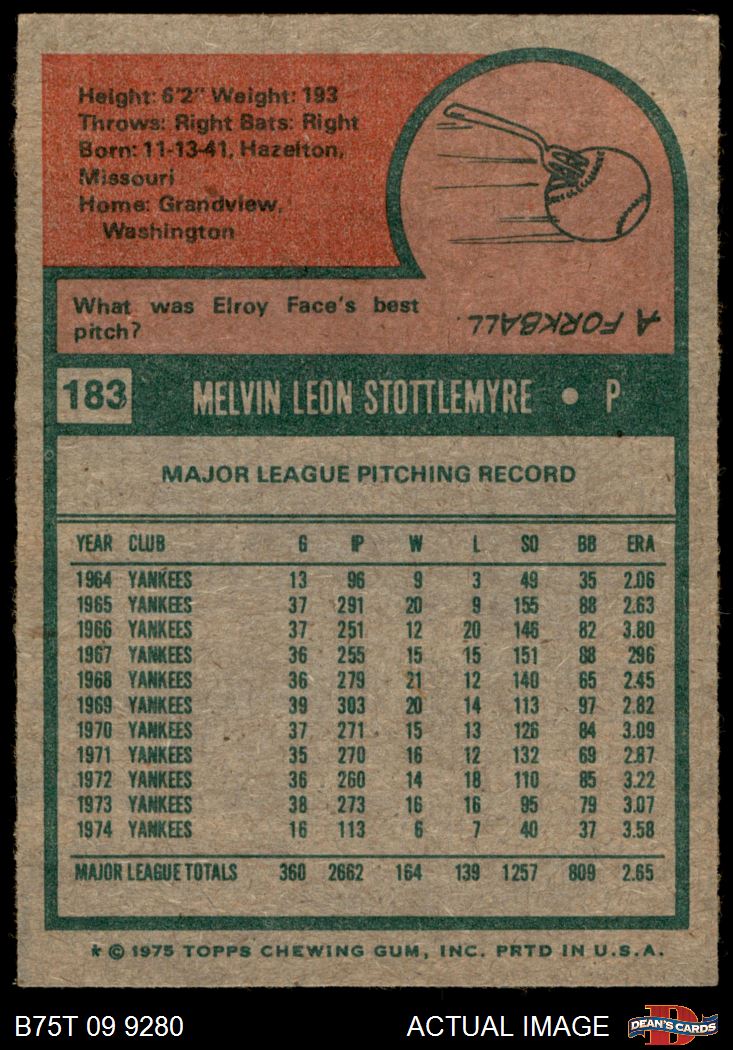 Height: 6'2" Weight: 193
Throws: Right Bats: Right
Born: 11-13-41, Hazelton,
Missouri
Home: Grandview,
Washington
What was Elroy Face's best
pitch?
A FORKBALL.
183 MELVIN LEON STOTTLEMYRE • P
MAJOR LEAGUE PITCHING RECORD
YEAR CLUB G IP W L SO BB ERA
1964 YANKEES 13 96 9 3 49 35 2.06
1965 YANKEES 37 291 20 9 155 88 2.63
1966 YANKEES 37 251 12 20 146 82 3.80
1967 YANKEES 36 255 15 15 151 88 296
1968 YANKEES 36 279 21 12 140 65 2.45
1969 YANKEES 39 303 20 14 113 97 2.82
1970 YANKEES 37 271 15 13 126 84 3.09
1971 YANKEES 35 270 16 12 132 69 2.87
1972 YANKEES 36 260 14 18 110 85 3.22
1973 YANKEES 38 273 16 16 95 79 3.07
1974 YANKEES 16 113 6 7 40 37 3.58
MAJOR LEAGUE TOTALS 360 2662 164 139 1257 809 2.65
* © 1975 TOPPS CHEWING GUM, INC. PRTD IN U.S.A.
B75T 09 9280 ACTUAL IMAGE DEAN'S CARDS